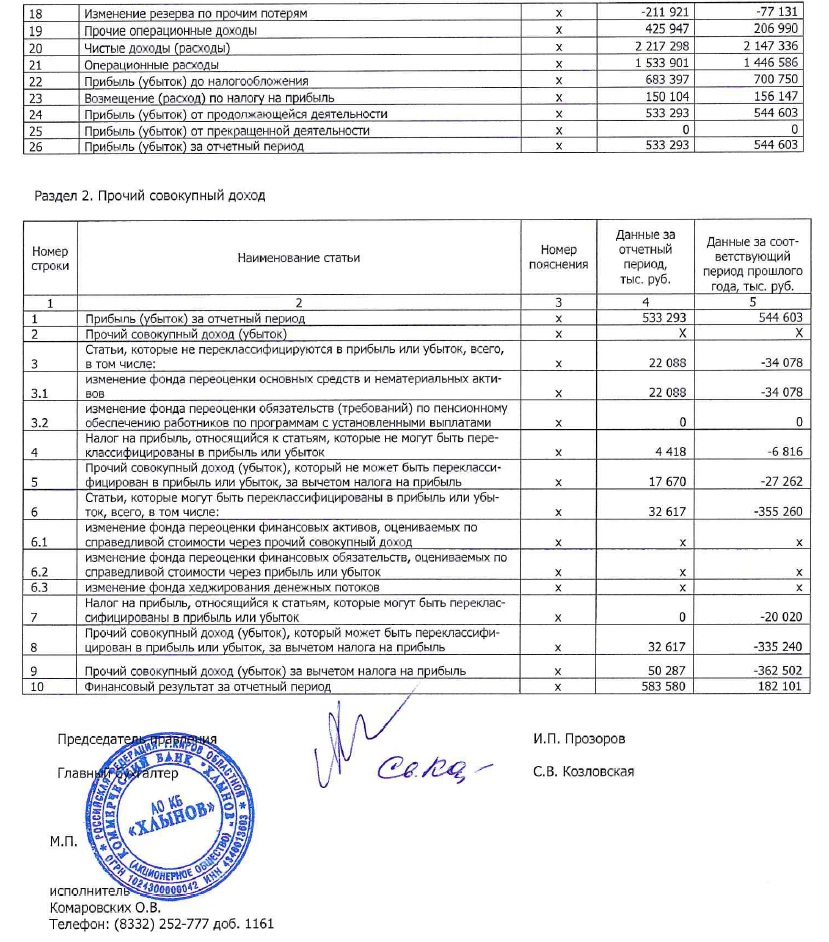 18 Изменение резерва по прочим потерям х -211 921 -77 131
19 Прочие операционные доходы х 425 947 206 990
20 Чистые доходы (расходы) х 2 217 298 2 147 336
21 Операционные расходы х 1 533 901 1 446 586
22 Прибыль (убыток) до налогообложения х 683 397 700 750
23 Возмещение (расход) по налогу на прибыль х 150 104 156 147
24 Прибыль (убыток) от продолжающейся деятельности х 533 293 544 603
25 Прибыль (убыток) от прекращенной деятельности х 0 0
26 Прибыль (убыток) за отчетный период х 533 293 544 603
Раздел 2. Прочий совокупный доход
Номер строки Наименование статьи Номер пояснения Данные за отчетный период, тыс. руб. Данные за соот-ветствующий период прошлого года, тыс. руб.
1 2 3 4 5
1 Прибыль (убыток) за отчетный период х 533 293 544 603
2 Прочий совокупный доход (убыток) х X X
Статьи, которые не переклассифицируются в прибыль или убыток, всего,
3 в том числе: х 22 088 -34 078
изменение фонда переоценки основных средств и нематериальных акти-
3.1 вов х 22 088 -34 078
изменение фонда переоценки обязательств (требований) по пенсионному
3.2 обеспечению работников по программам с установленными выплатами х 0 0
Налог на прибыль, относящийся к статьям, которые не могут быть пере-
4 классифицированы в прибыль или убыток х 4 418 -6 816
Прочий совокупный доход (убыток), который не может быть перекласси-
5 фицирован в прибыль или убыток, за вычетом налога на прибыль х 17 670 -27 262
Статьи, которые могут быть переклассифицированы в прибыль или убы-
6 ток, всего, в том числе: х 32 617 -355 260
изменение фонда переоценки финансовых активов, оцениваемых по
6.1 справедливой стоимости через прочий совокупный доход х х х
изменение фонда переоценки финансовых обязательств, оцениваемых по
6.2 справедливой стоимости через прибыль или убыток х х х
6.3 изменение фонда хеджирования денежных потоков х х х
Налог на прибыль, относящийся к статьям, которые могут быть переклас-
7 сифицированы в прибыль или убыток х 0 -20 020
Прочий совокупный доход (убыток), который может быть переклассифи-
8 цирован в прибыль или убыток, за вычетом налога на прибыль х 32 617 -335 240
9 Прочий совокупный доход (убыток) за вычетом налога на прибыль х 50 287 -362 502
10 Финансовый результат за отчетный период х 583 580 182 101
Председатель правления И.П. Прозоров
Главный бухгалтер С.В. Козловская
РОССИЙСКАЯ ФЕДЕРАЦИЯ Г.КИРОВ ОБЛАСТНОЙ
КОММЕРЧЕСКИЙ БАНК "ХЛЫНОВ"
АО КБ
«ХЛЫНОВ»
(АКЦИОНЕРНОЕ ОБЩЕСТВО)
ОГРН 1024300000042 ИНН 4346013603
М.П.
исполнитель
Комаровских О.В.
Телефон: (8332) 252-777 доб. 1161